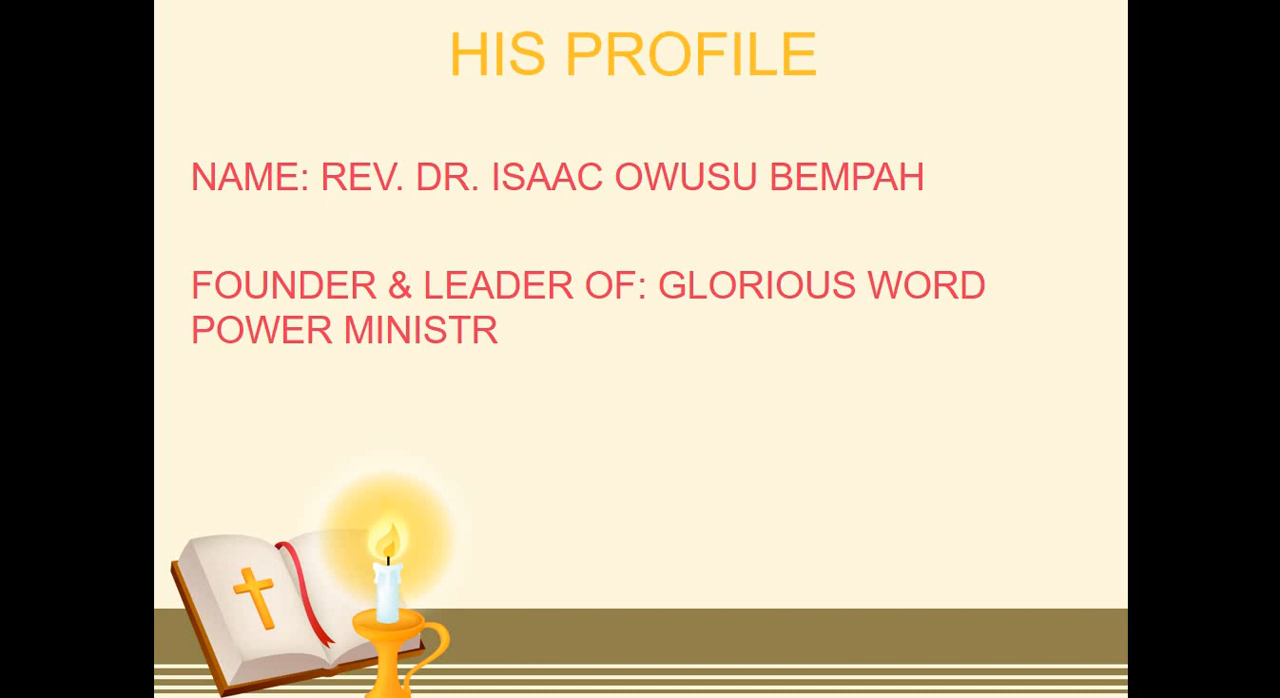 HIS PROFILE
NAME: REV. DR. ISAAC OWUSU BEMPAH
FOUNDER & LEADER OF: GLORIOUS WORD
POWER MINISTR